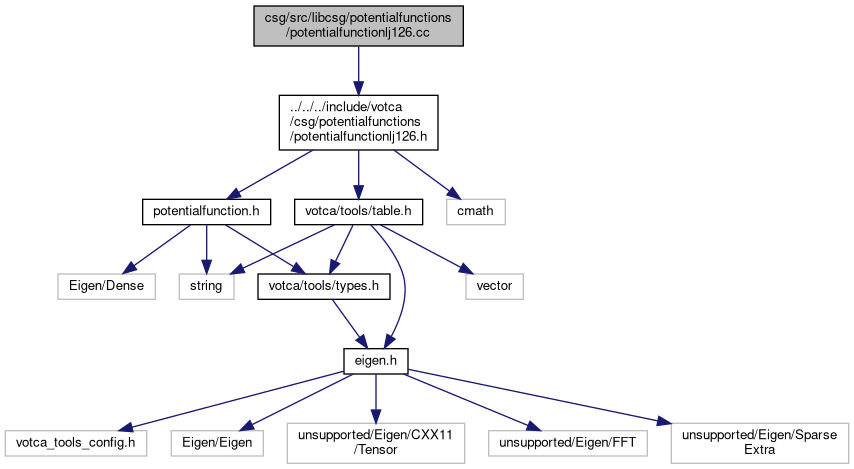 csg/src/libcsg/potentialfunctions
/potentialfunctionlj126.cc
../../../include/votca
/csg/potentialfunctions
/potentialfunctionlj126.h
potentialfunction.h
votca/tools/table.h
cmath
Eigen/Dense
string
votca/tools/types.h
vector
eigen.h
votca_tools_config.h
Eigen/Eigen
unsupported/Eigen/CXX11
/Tensor
unsupported/Eigen/FFT
unsupported/Eigen/Sparse
Extra